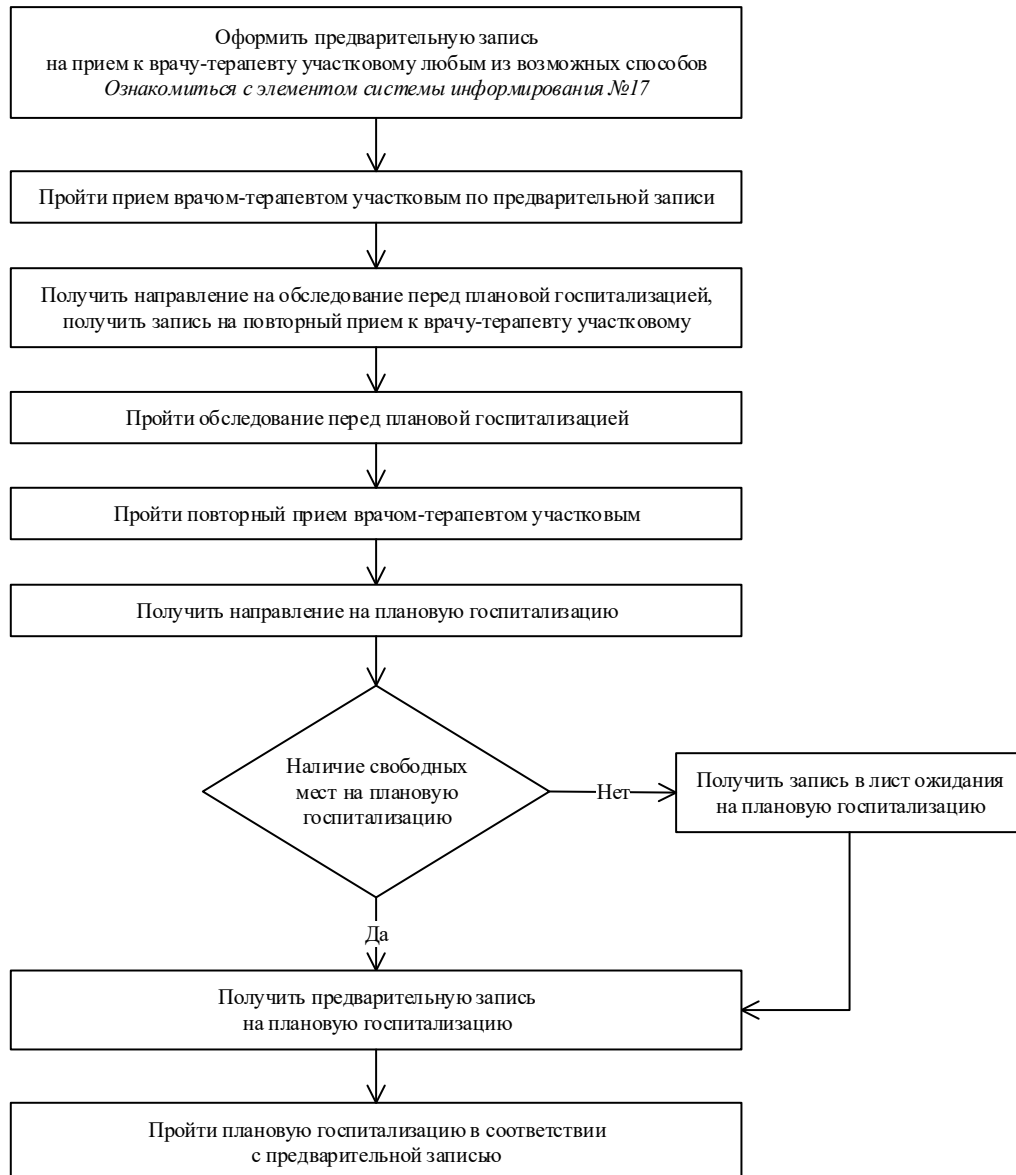 Оформить предварительную запись
на прием к врачу-терапевту участковому любым из возможных способов
Ознакомиться с элементом системы информирования №17
Пройти прием врачом-терапевтом участковым по предварительной записи
Получить направление на обследование перед плановой госпитализацией,
получить запись на повторный прием к врачу-терапевту участковому
Пройти обследование перед плановой госпитализацией
Пройти повторный прием врачом-терапевтом участковым
Получить направление на плановую госпитализацию
Наличие свободных
мест на плановую
госпитализацию
Нет
Получить запись в лист ожидания
на плановую госпитализацию
Да
Получить предварительную запись
на плановую госпитализацию
Пройти плановую госпитализацию в соответствии
с предварительной записью